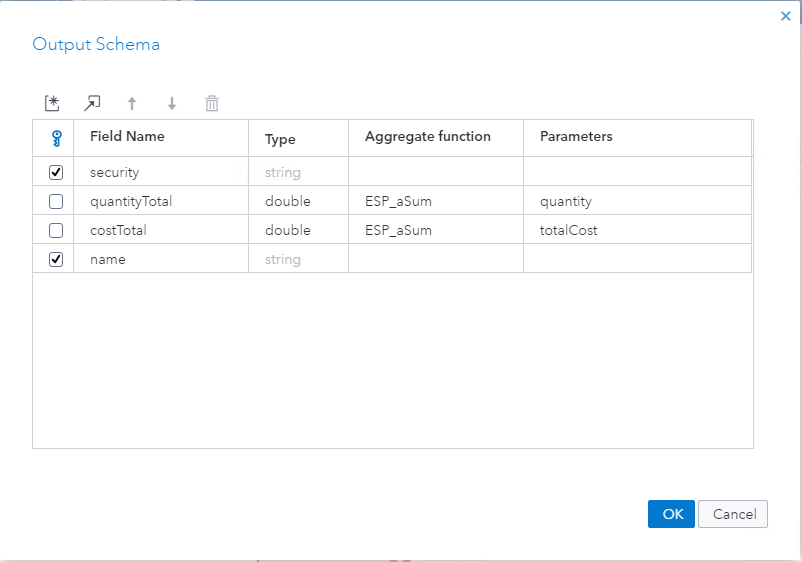 Output Schema
Field Name Type Aggregate function Parameters
security string
quantityTotal double ESP_aSum quantity
costTotal double ESP_aSum totalCost
name string
OK Cancel